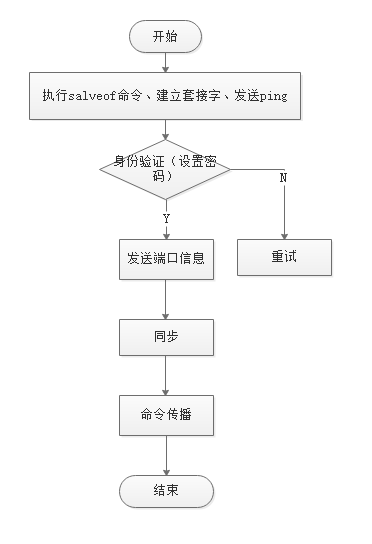 开始
执行salveof命令、建立套接字、发送ping
身份验证（设置密
码）
N
Y
发送端口信息
重试
同步
命令传播
结束